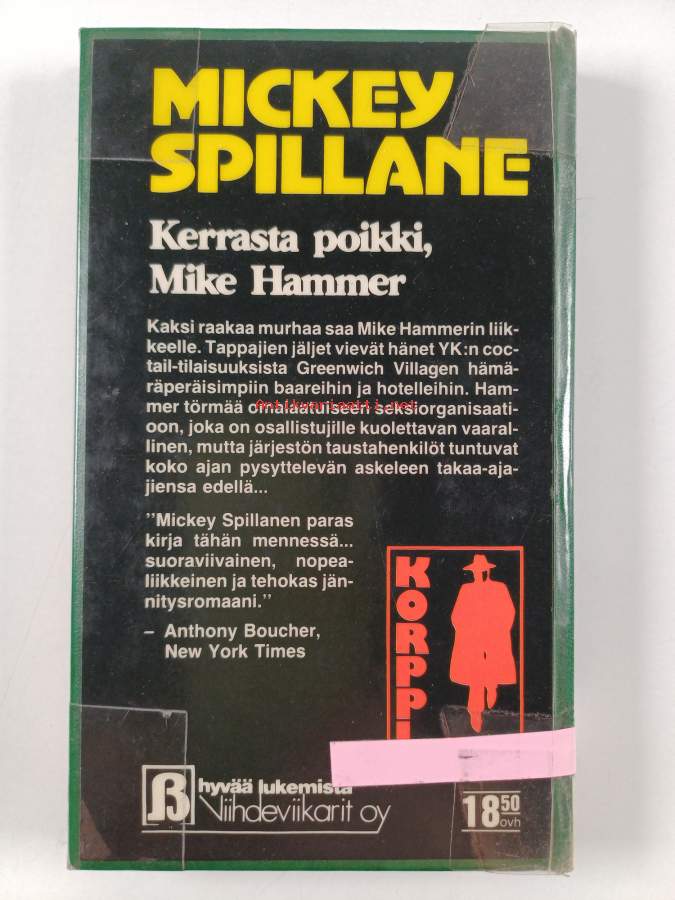 MICKEY
SPILLANE
Kerrasta poikki,
Mike Hammer
Kaksi raakaa murhaa saa Mike Hammerin liik-
keelle. Tappajien jäljet vievät hänet YK:n coc-
tail-tilaisuuksista Greenwich Villagen hämä-
räperäisimpiin baareihin ja hotelleihin. Ham-
mer törmää omalaatuiseen seksiorganisaati-
antikvariaatti.net
oon, joka on osallistujille kuolettavan vaaral-
linen, mutta järjestön taustahenkilöt tuntuvat
koko ajan pysyttelevän askeleen takaa-aja-
jiensa edellä...
"Mickey Spillanen paras
kirja tähän mennessä...
suoraviivainen, nopea-
liikkeinen ja tehokas jän-
nitysromaani."
– Anthony Boucher,
New York Times
KORPPI
hyvää lukemista
Viihdeviikarit oy
18 50
ovh